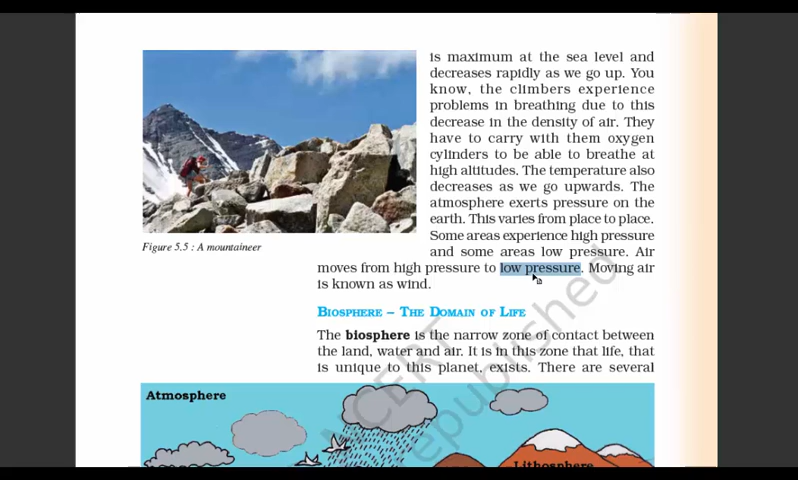 is maximum at the sea level and
decreases rapidly as we go up. You
know, the climbers experience
problems in breathing due to this
decrease in the density of air. They
have to carry with them oxygen
cylinders to be able to breathe at
high altitudes. The temperature also
decreases as we go upwards. The
atmosphere exerts pressure on the
earth. This varies from place to place.
Some areas experience high pressure
and some areas low pressure. Air
moves from high pressure to low pressure. Moving air
is known as wind.
Figure 5.5 : A mountaineer
BIOSPHERE – THE DOMAIN OF LIFE
The biosphere is the narrow zone of contact between
the land, water and air. It is in this zone that life, that
is unique to this planet, exists. There are several
Atmosphere
Lithosphere
NCERT
republished